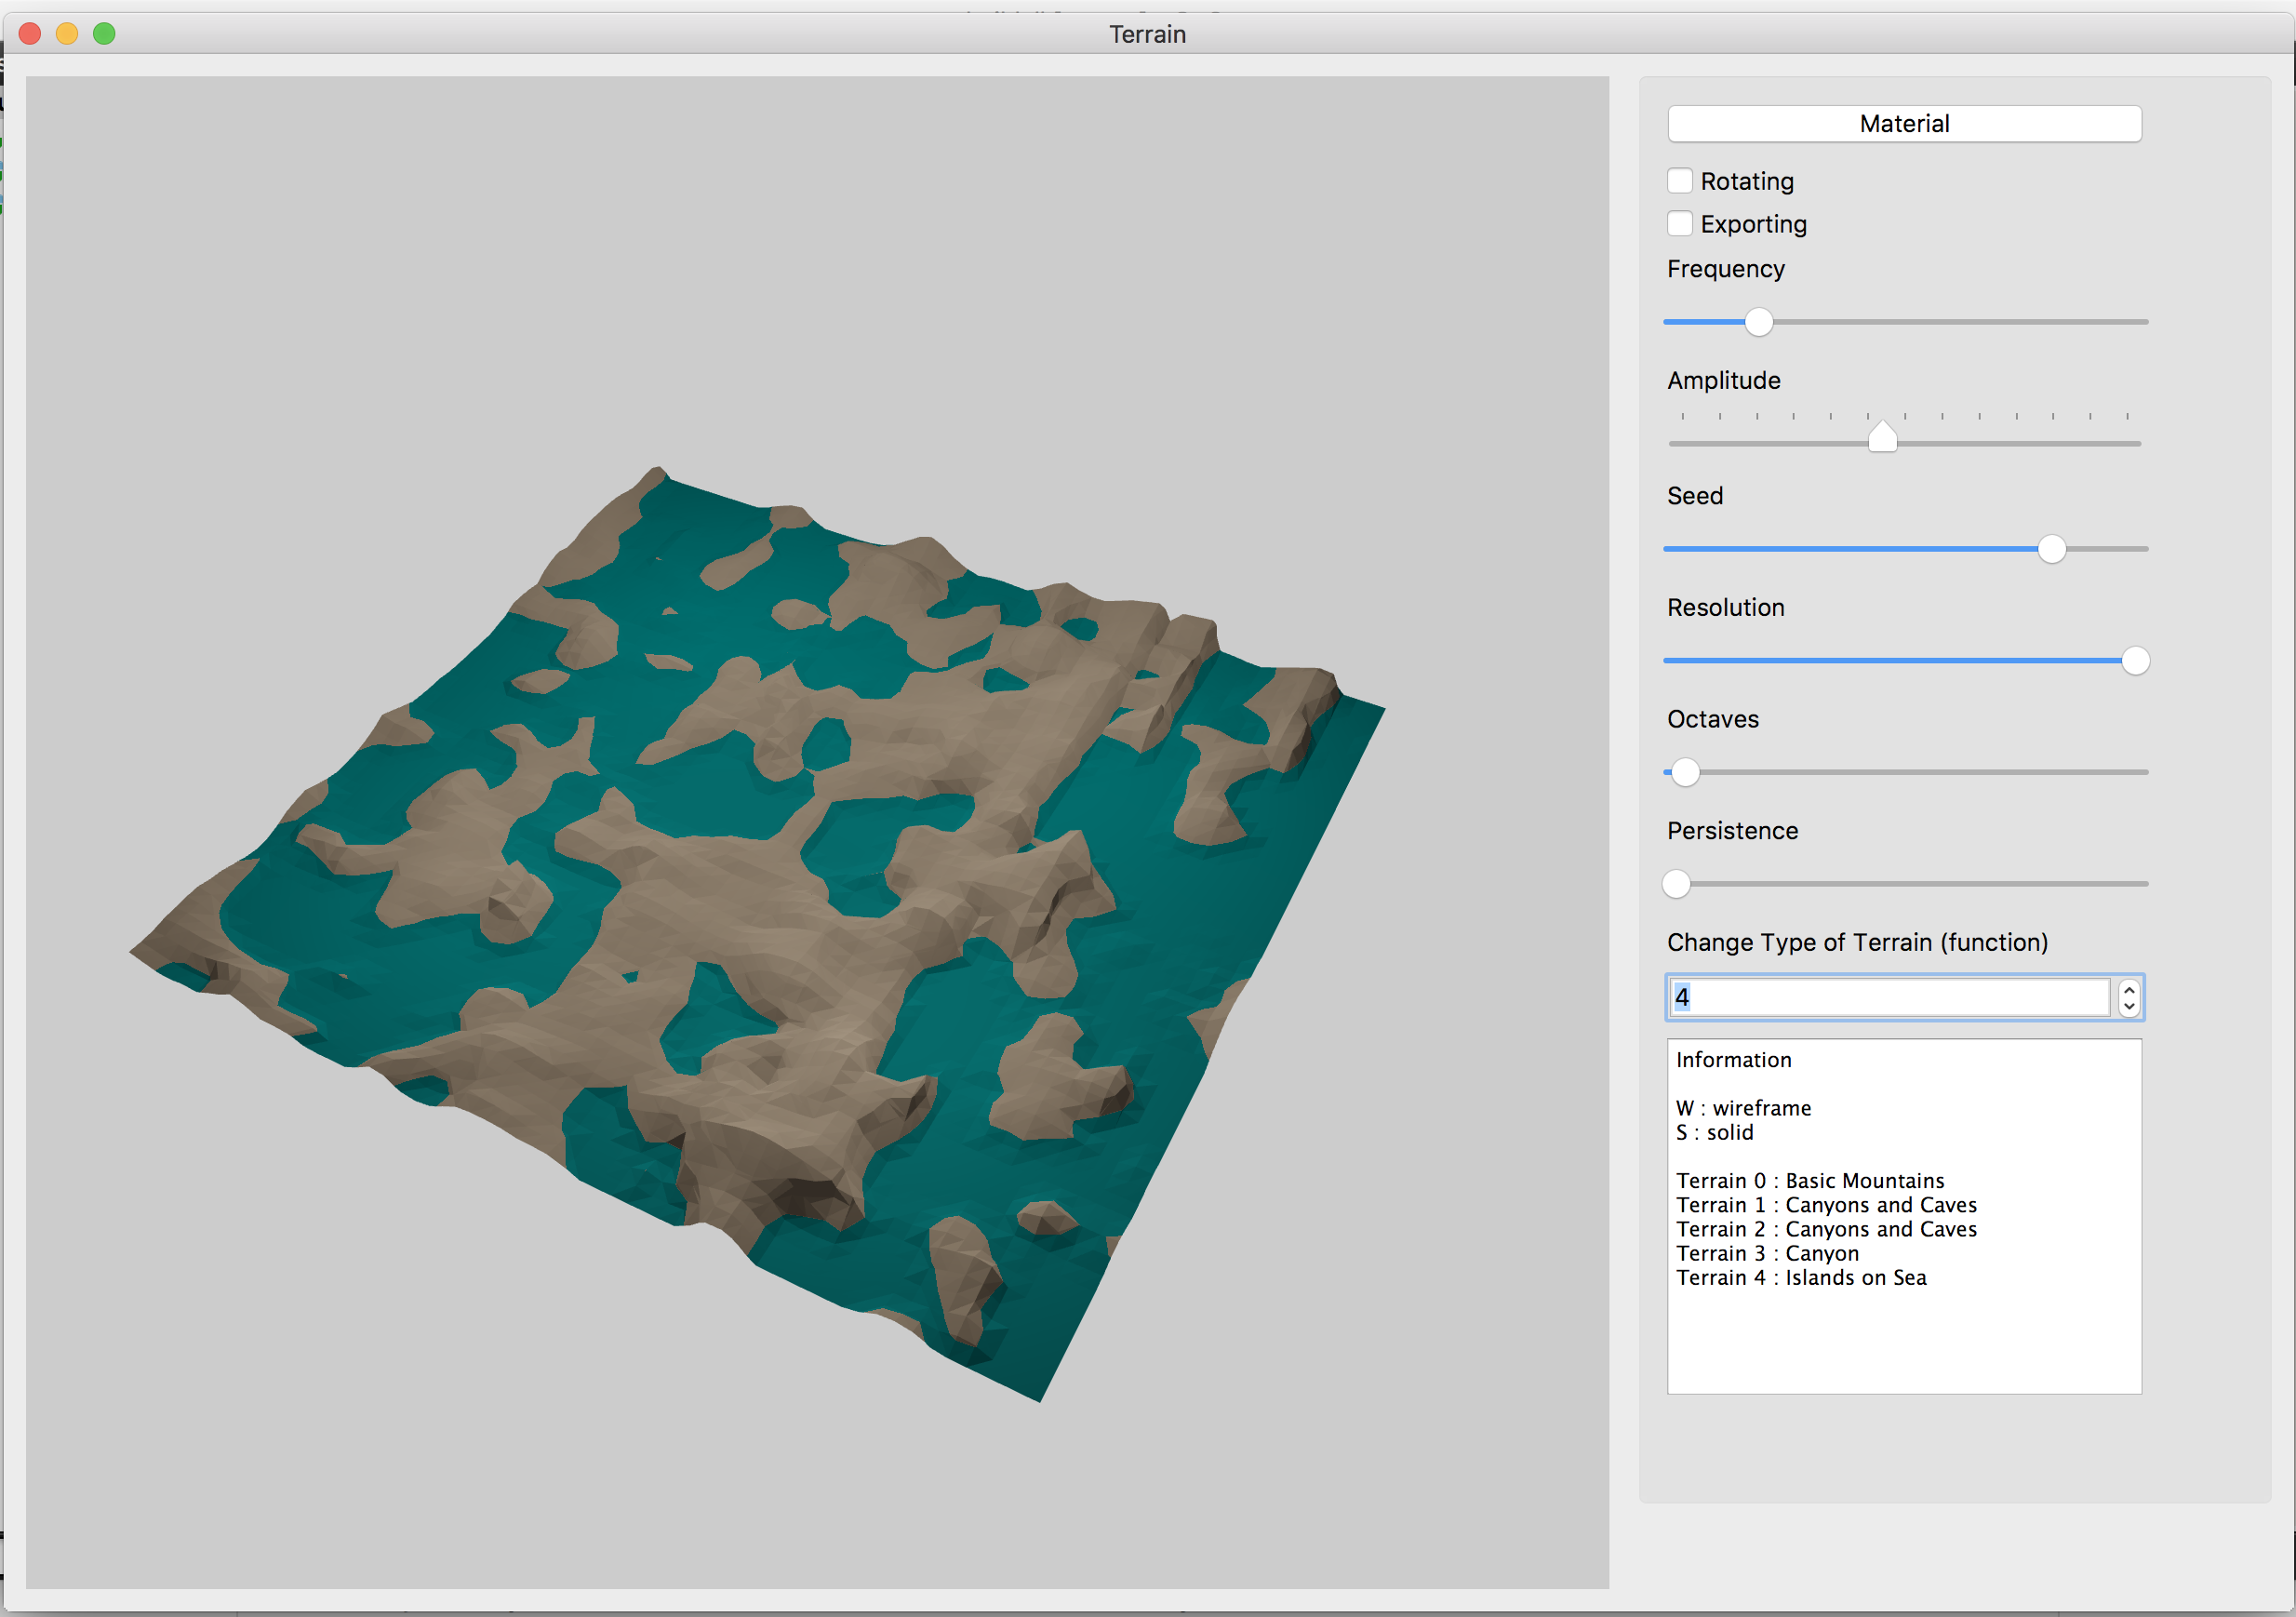 Terrain
Material
Rotating
Exporting
Frequency
Amplitude
Seed
Resolution
Octaves
Persistence
Change Type of Terrain (function)
4
Information
W : wireframe
S : solid
Terrain 0 : Basic Mountains
Terrain 1 : Canyons and Caves
Terrain 2 : Canyons and Caves
Terrain 3 : Canyon
Terrain 4 : Islands on Sea